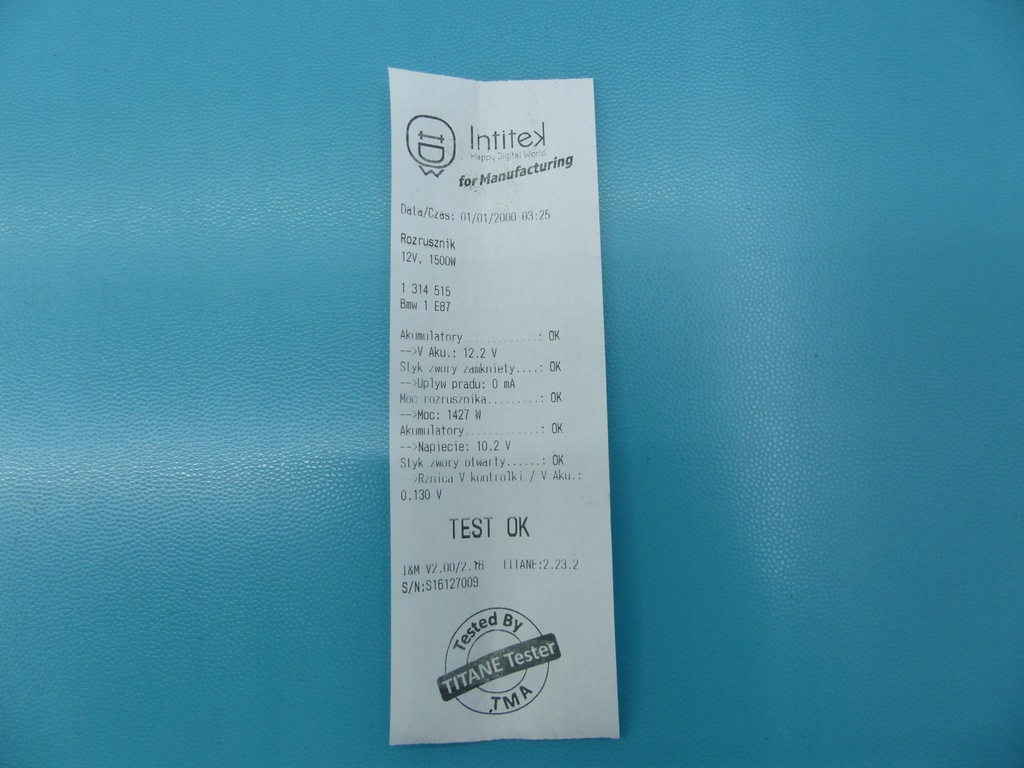 Intitek
Happy Digital World
for Manufacturing
Data/Czas: 01/01/2000 03:25
Rozrusznik
12V, 1500W
1 314 515
Bmw 1 E87
Akumulatory............: OK
-->V Aku.: 12.2 V
Styk zwory zamkniety....: OK
-->Uplyw pradu: 0 mA
Moc rozrusznika.........: OK
-->Moc: 1427 W
Akumulatory............: OK
-->Napiecie: 10.2 V
Styk zwory otwarty......: OK
-->Rznica V kontrolki / V Aku.:
0.130 V
TEST OK
I&M V2.00/2.16 TITANE:2.23.2
S/N:S16127009
Tested By
TITANE Tester
TMA